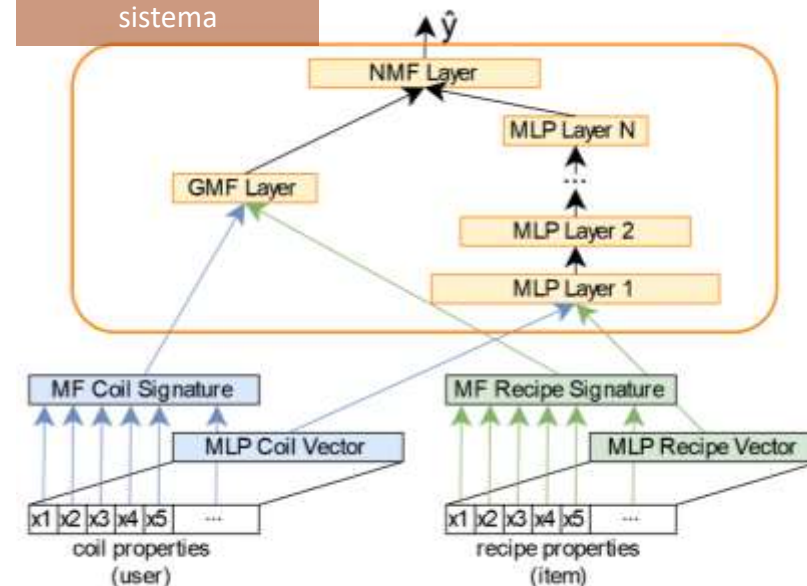 sistema
ŷ
NMF Layer
MLP Layer N
...
GMF Layer
MLP Layer 2
MLP Layer 1
MF Coil Signature
MF Recipe Signature
MLP Coil Vector
MLP Recipe Vector
x1 x2 x3 x4 x5 ...
x1 x2 x3 x4 x5 ...
coil properties
(user)
recipe properties
(item)